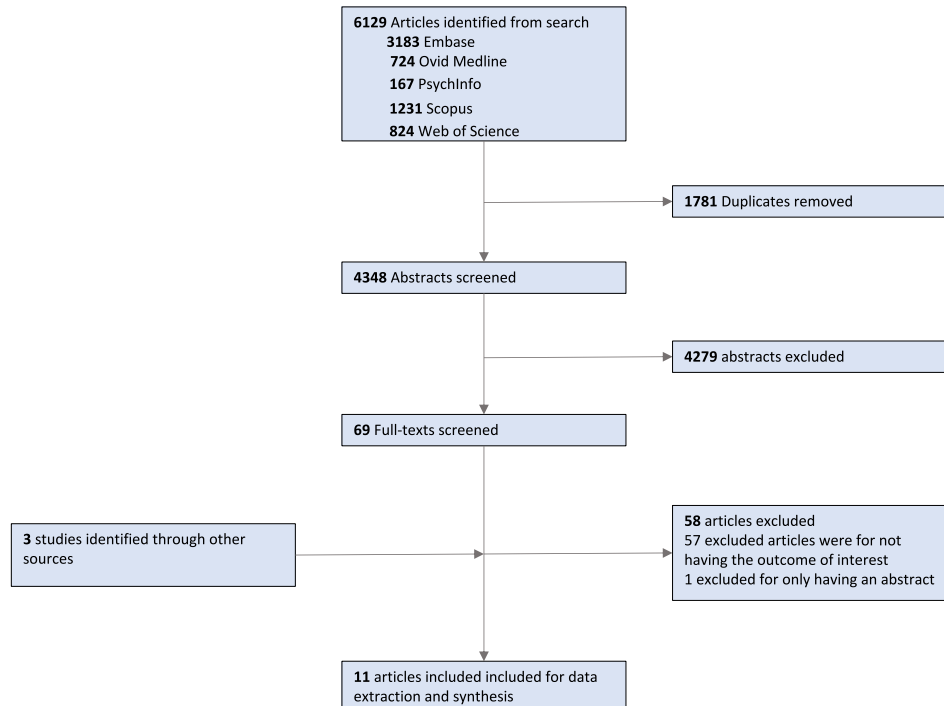 6129 Articles identified from search
3183 Embase
724 Ovid Medline
167 PsychInfo
1231 Scopus
824 Web of Science
1781 Duplicates removed
4348 Abstracts screened
4279 abstracts excluded
69 Full-texts screened
3 studies identified through other
sources
58 articles excluded
57 excluded articles were for not
having the outcome of interest
1 excluded for only having an abstract
11 articles included included for data
extraction and synthesis